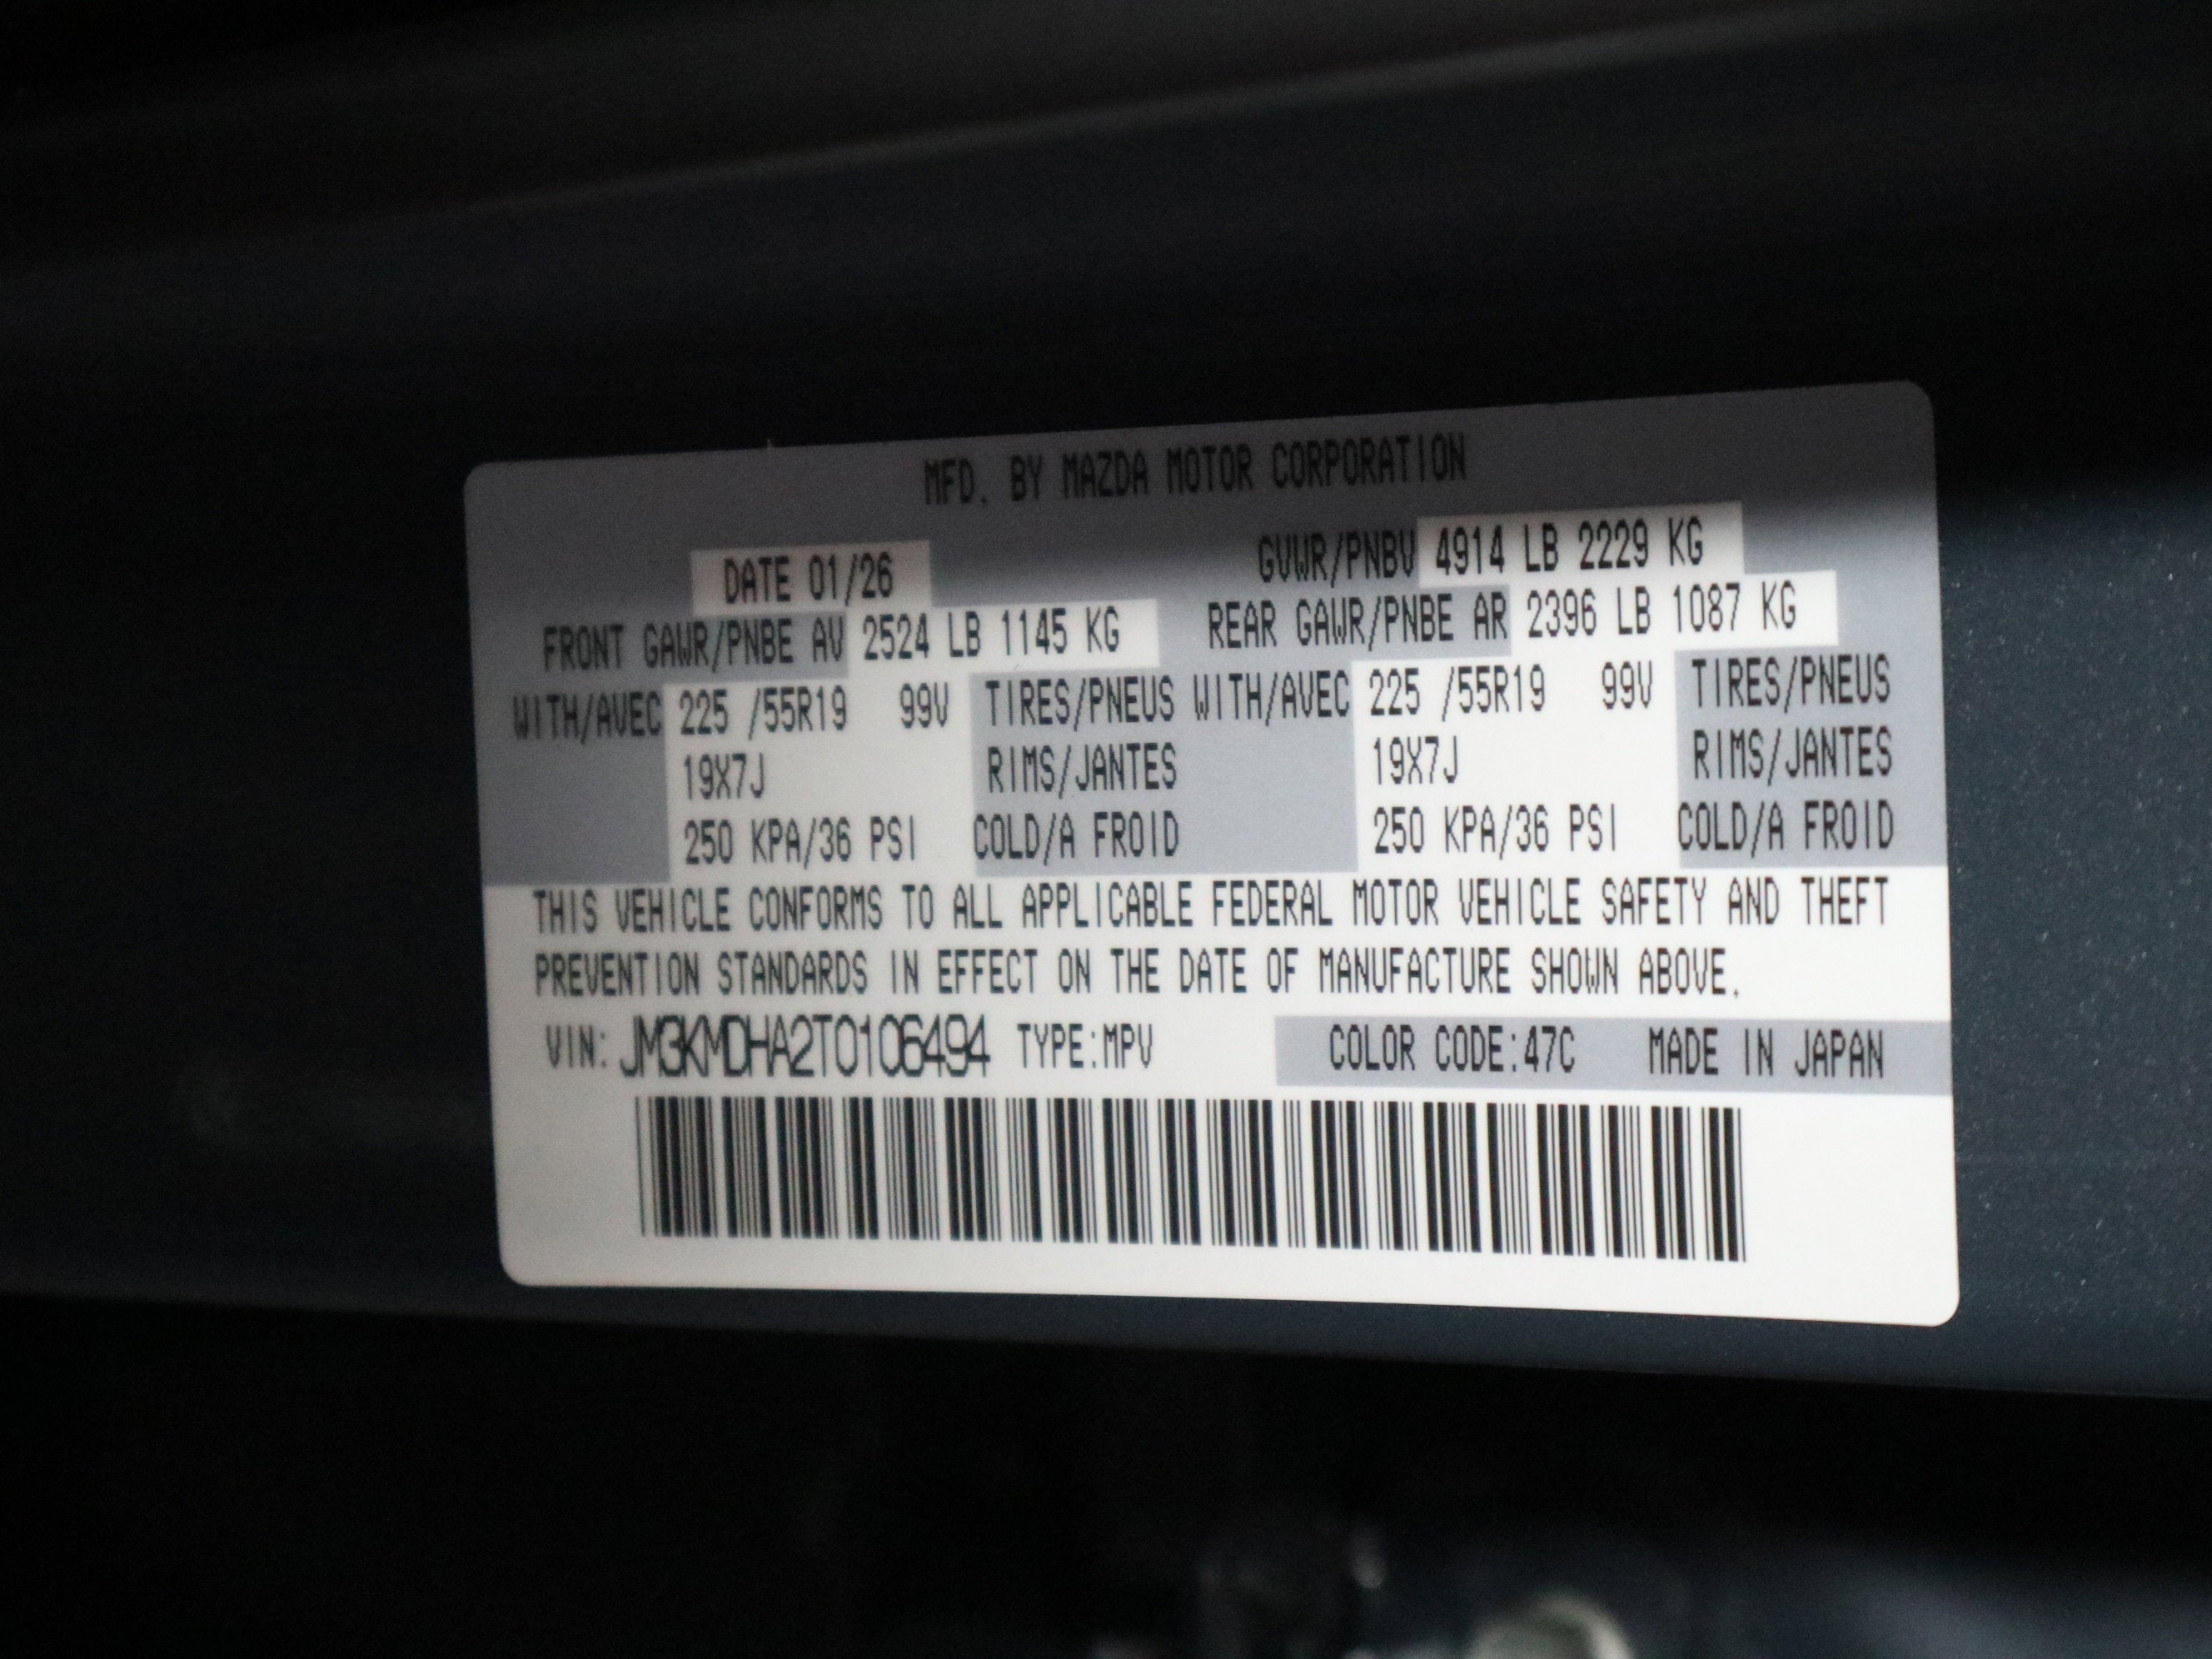 MFD. BY MAZDA MOTOR CORPORATION
DATE 01/26 GVWR/PNBV 4914 LB 2229 KG
FRONT GAWR/PNBE AV 2524 LB 1145 KG REAR GAWR/PNBE AR 2396 LB 1087 KG
WITH/AVEC 225 /55R19 99V TIRES/PNEUS WITH/AVEC 225 /55R19 99V TIRES/PNEUS
19X7J RIMS/JANTES 19X7J RIMS/JANTES
250 KPA/36 PSI COLD/A FROID 250 KPA/36 PSI COLD/A FROID
THIS VEHICLE CONFORMS TO ALL APPLICABLE FEDERAL MOTOR VEHICLE SAFETY AND THEFT
PREVENTION STANDARDS IN EFFECT ON THE DATE OF MANUFACTURE SHOWN ABOVE.
VIN: JM3KMDHA2T0106494 TYPE:MPV COLOR CODE:47C MADE IN JAPAN